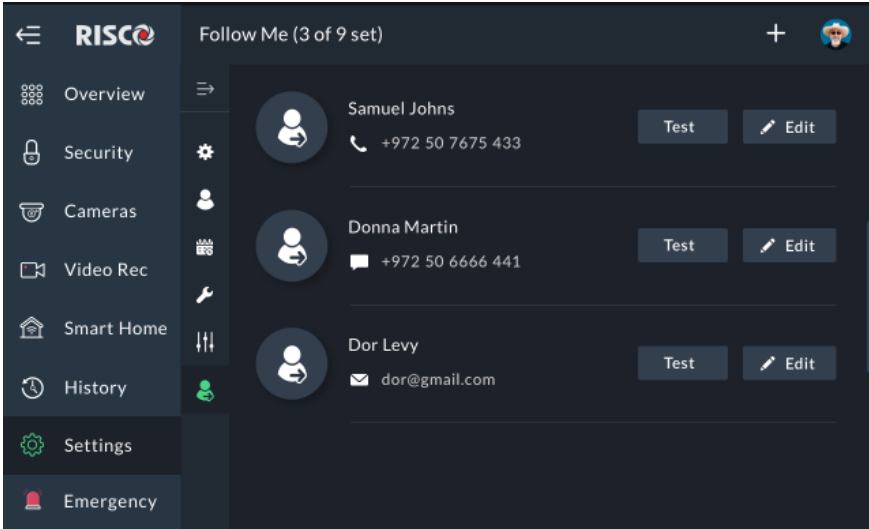 RISCO
Follow Me (3 of 9 set)
Overview
Security
Cameras
Video Rec
Smart Home
History
Settings
Emergency
Samuel Johns
+972 50 7675 433
Test
Edit
Donna Martin
+972 50 6666 441
Test
Edit
Dor Levy
dor@gmail.com
Test
Edit